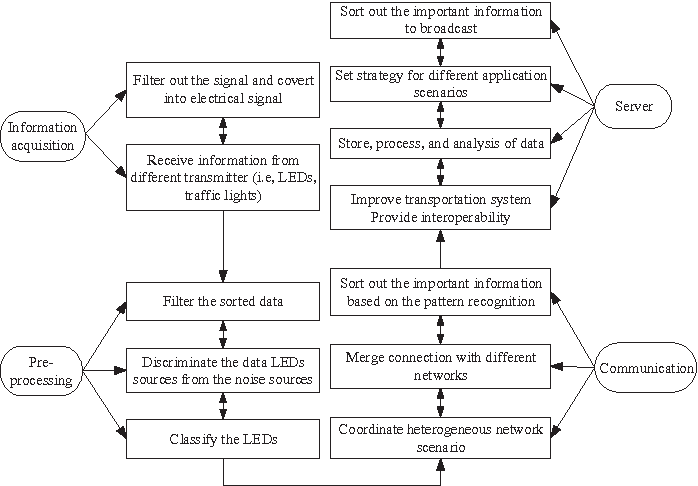 Sort out the important information
to broadcast
Filter out the signal and covert
into electrical signal
Set strategy for different application
scenarios
Server
Information
acquisition
Store, process, and analysis of data
Receive information from
different transmitter (i.e, LEDs,
traffic lights)
Improve transportation system
Provide interoperability
Filter the sorted data
Sort out the important information
based on the pattern recognition
Pre-
processing
Discriminate the data LEDs
sources from the noise sources
Merge connection with different
networks
Communication
Classify the LEDs
Coordinate heterogeneous network
scenario